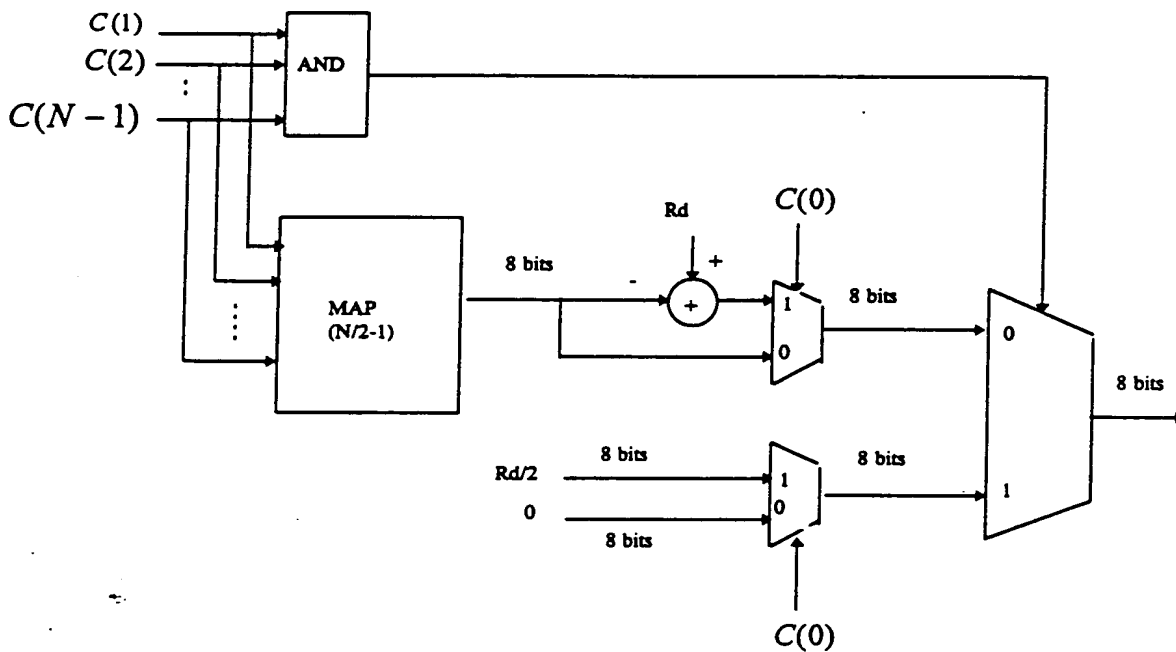 C(1)
C(2)
AND
⋮
C(N − 1)
C(0)
Rd
+
8 bits
-
+
1
8 bits
0
MAP
(N/2-1)
0
8 bits
8 bits
8 bits
Rd/2
1
0
0
1
8 bits
C(0)